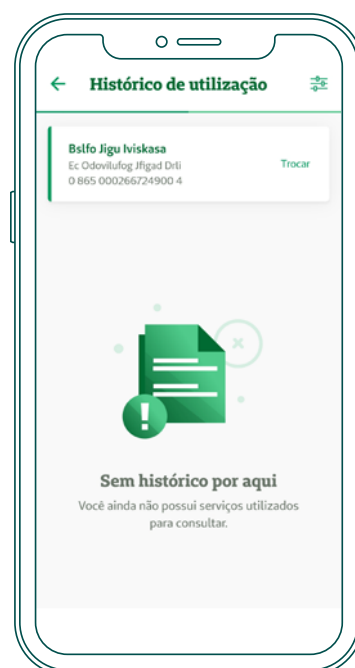 Histórico de utilização
Bslfo Jigu Iviskasa
Ec Odovilufog Jfigad Drli
Trocar
0 865 000266724900 4
Sem histórico por aqui
Você ainda não possui serviços utilizados
para consultar.